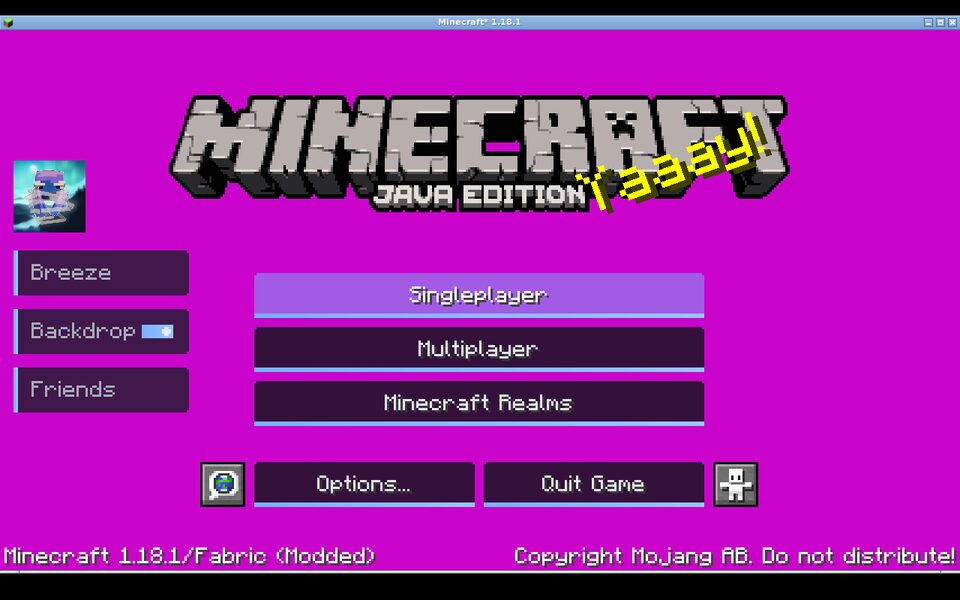 Minecraft* 1.18.1
MINECRAFT
JAVA EDITION
Yaaay!
Breeze
Backdrop
Friends
Singleplayer
Multiplayer
Minecraft Realms
Options...
Quit Game
Minecraft 1.18.1/Fabric (Modded)
Copyright Mojang AB. Do not distribute!